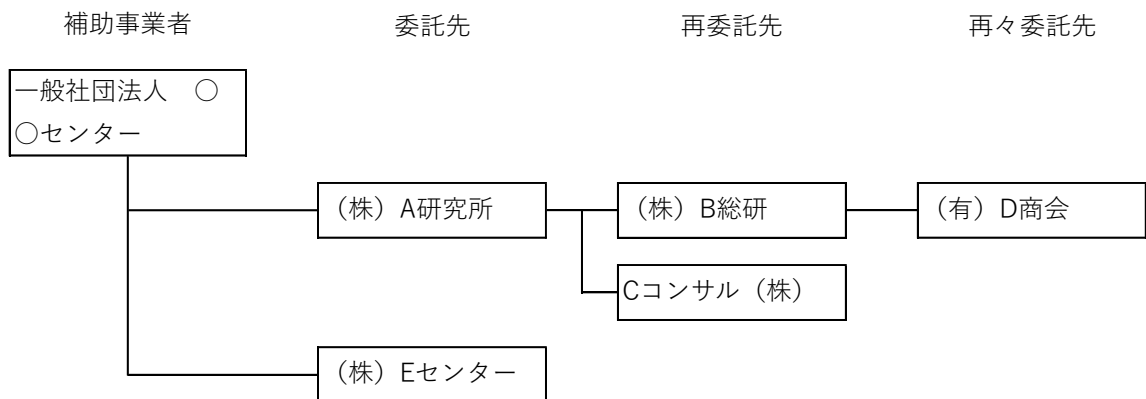 補助事業者　委託先　再委託先　再々委託先
一般社団法人　○
○センター
（株）A研究所
（株）B総研
（有）D商会
Cコンサル（株）
（株）Eセンター